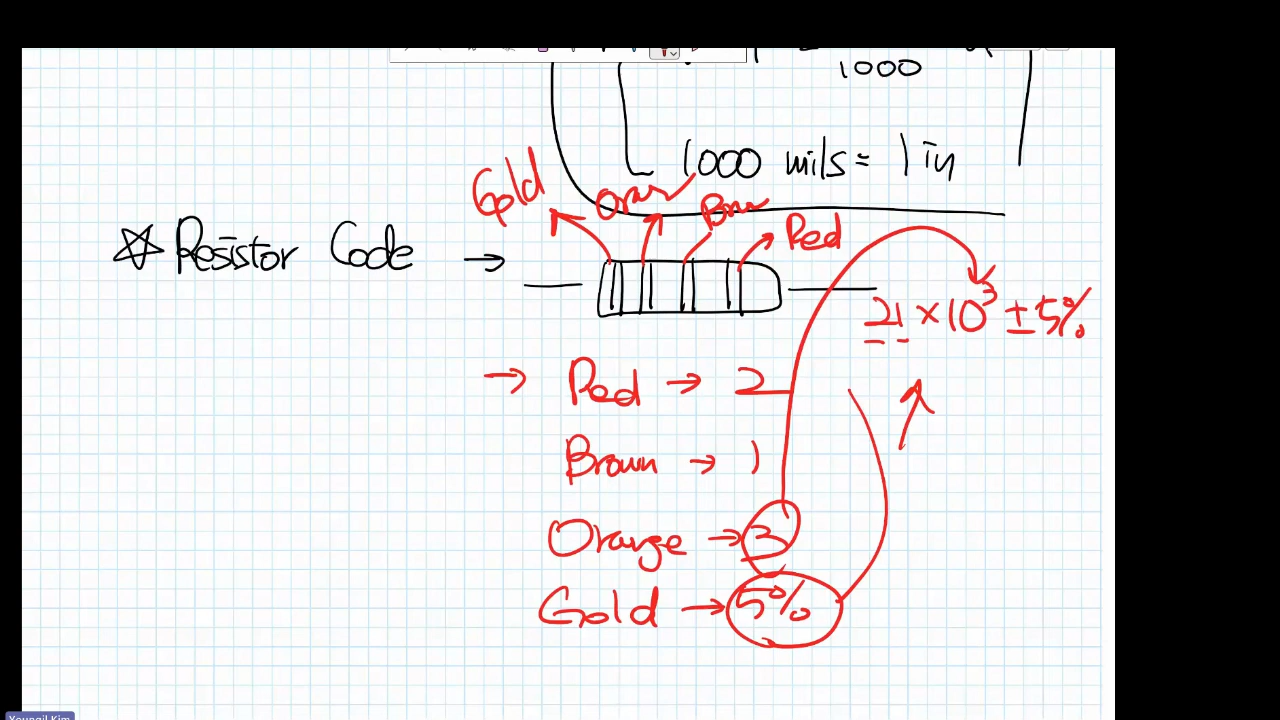 1000
1000 mils = 1 in
Gold
Red
☆ Resistor Code →
21 × 10³ ± 5%
→ Red → 2
Brown → 1
Orange → 3
Gold → 5%